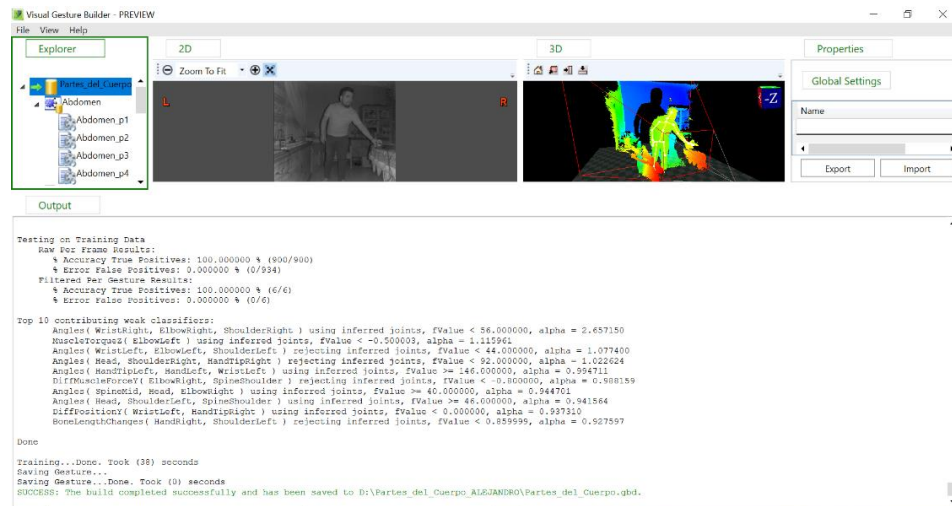 Visual Gesture Builder - PREVIEW
File View Help
Explorer
2D
3D
Properties
Partes_del_Cuerpo
Abdomen
Abdomen_p1
Abdomen_p2
Abdomen_p3
Abdomen_p4
Zoom To Fit
L
R
-Z
Global Settings
Name
Export Import
Output
Testing on Training Data
Raw Per Frame Results:
% Accuracy True Positives: 100.000000 % (900/900)
% Error False Positives: 0.000000 % (0/934)
Filtered Per Gesture Results:
% Accuracy True Positives: 100.000000 % (6/6)
% Error False Positives: 0.000000 % (0/6)
Top 10 contributing weak classifiers:
Angles( WristRight, ElbowRight, ShoulderRight ) using inferred joints, fValue < 56.000000, alpha = 2.657150
MuscleTorqueZ( ElbowLeft ) using inferred joints, fValue < -0.500003, alpha = 1.115961
Angles( WristLeft, ElbowLeft, ShoulderLeft ) rejecting inferred joints, fValue < 44.000000, alpha = 1.077400
Angles( Head, ShoulderRight, HandTipRight ) rejecting inferred joints, fValue < 92.000000, alpha = 1.022624
Angles( HandTipLeft, HandLeft, WristLeft ) using inferred joints, fValue >= 146.000000, alpha = 0.994711
DiffMuscleForceY( ElbowRight, SpineShoulder ) rejecting inferred joints, fValue < -0.800000, alpha = 0.988159
Angles( SpineMid, Head, ElbowRight ) using inferred joints, fValue >= 40.000000, alpha = 0.944701
Angles( Head, ShoulderLeft, SpineShoulder ) using inferred joints, fValue >= 46.000000, alpha = 0.941564
DiffPositionY( WristLeft, HandTipRight ) using inferred joints, fValue < 0.000000, alpha = 0.937310
BoneLengthChanges( HandRight, ShoulderLeft ) rejecting inferred joints, fValue < 0.859999, alpha = 0.927597
Done
Training...Done. Took (38) seconds
Saving Gesture...
Saving Gesture...Done. Took (0) seconds
SUCCESS: The build completed successfully and has been saved to D:\Partes_del_Cuerpo_ALEJANDRO\Partes_del_Cuerpo.gbd.